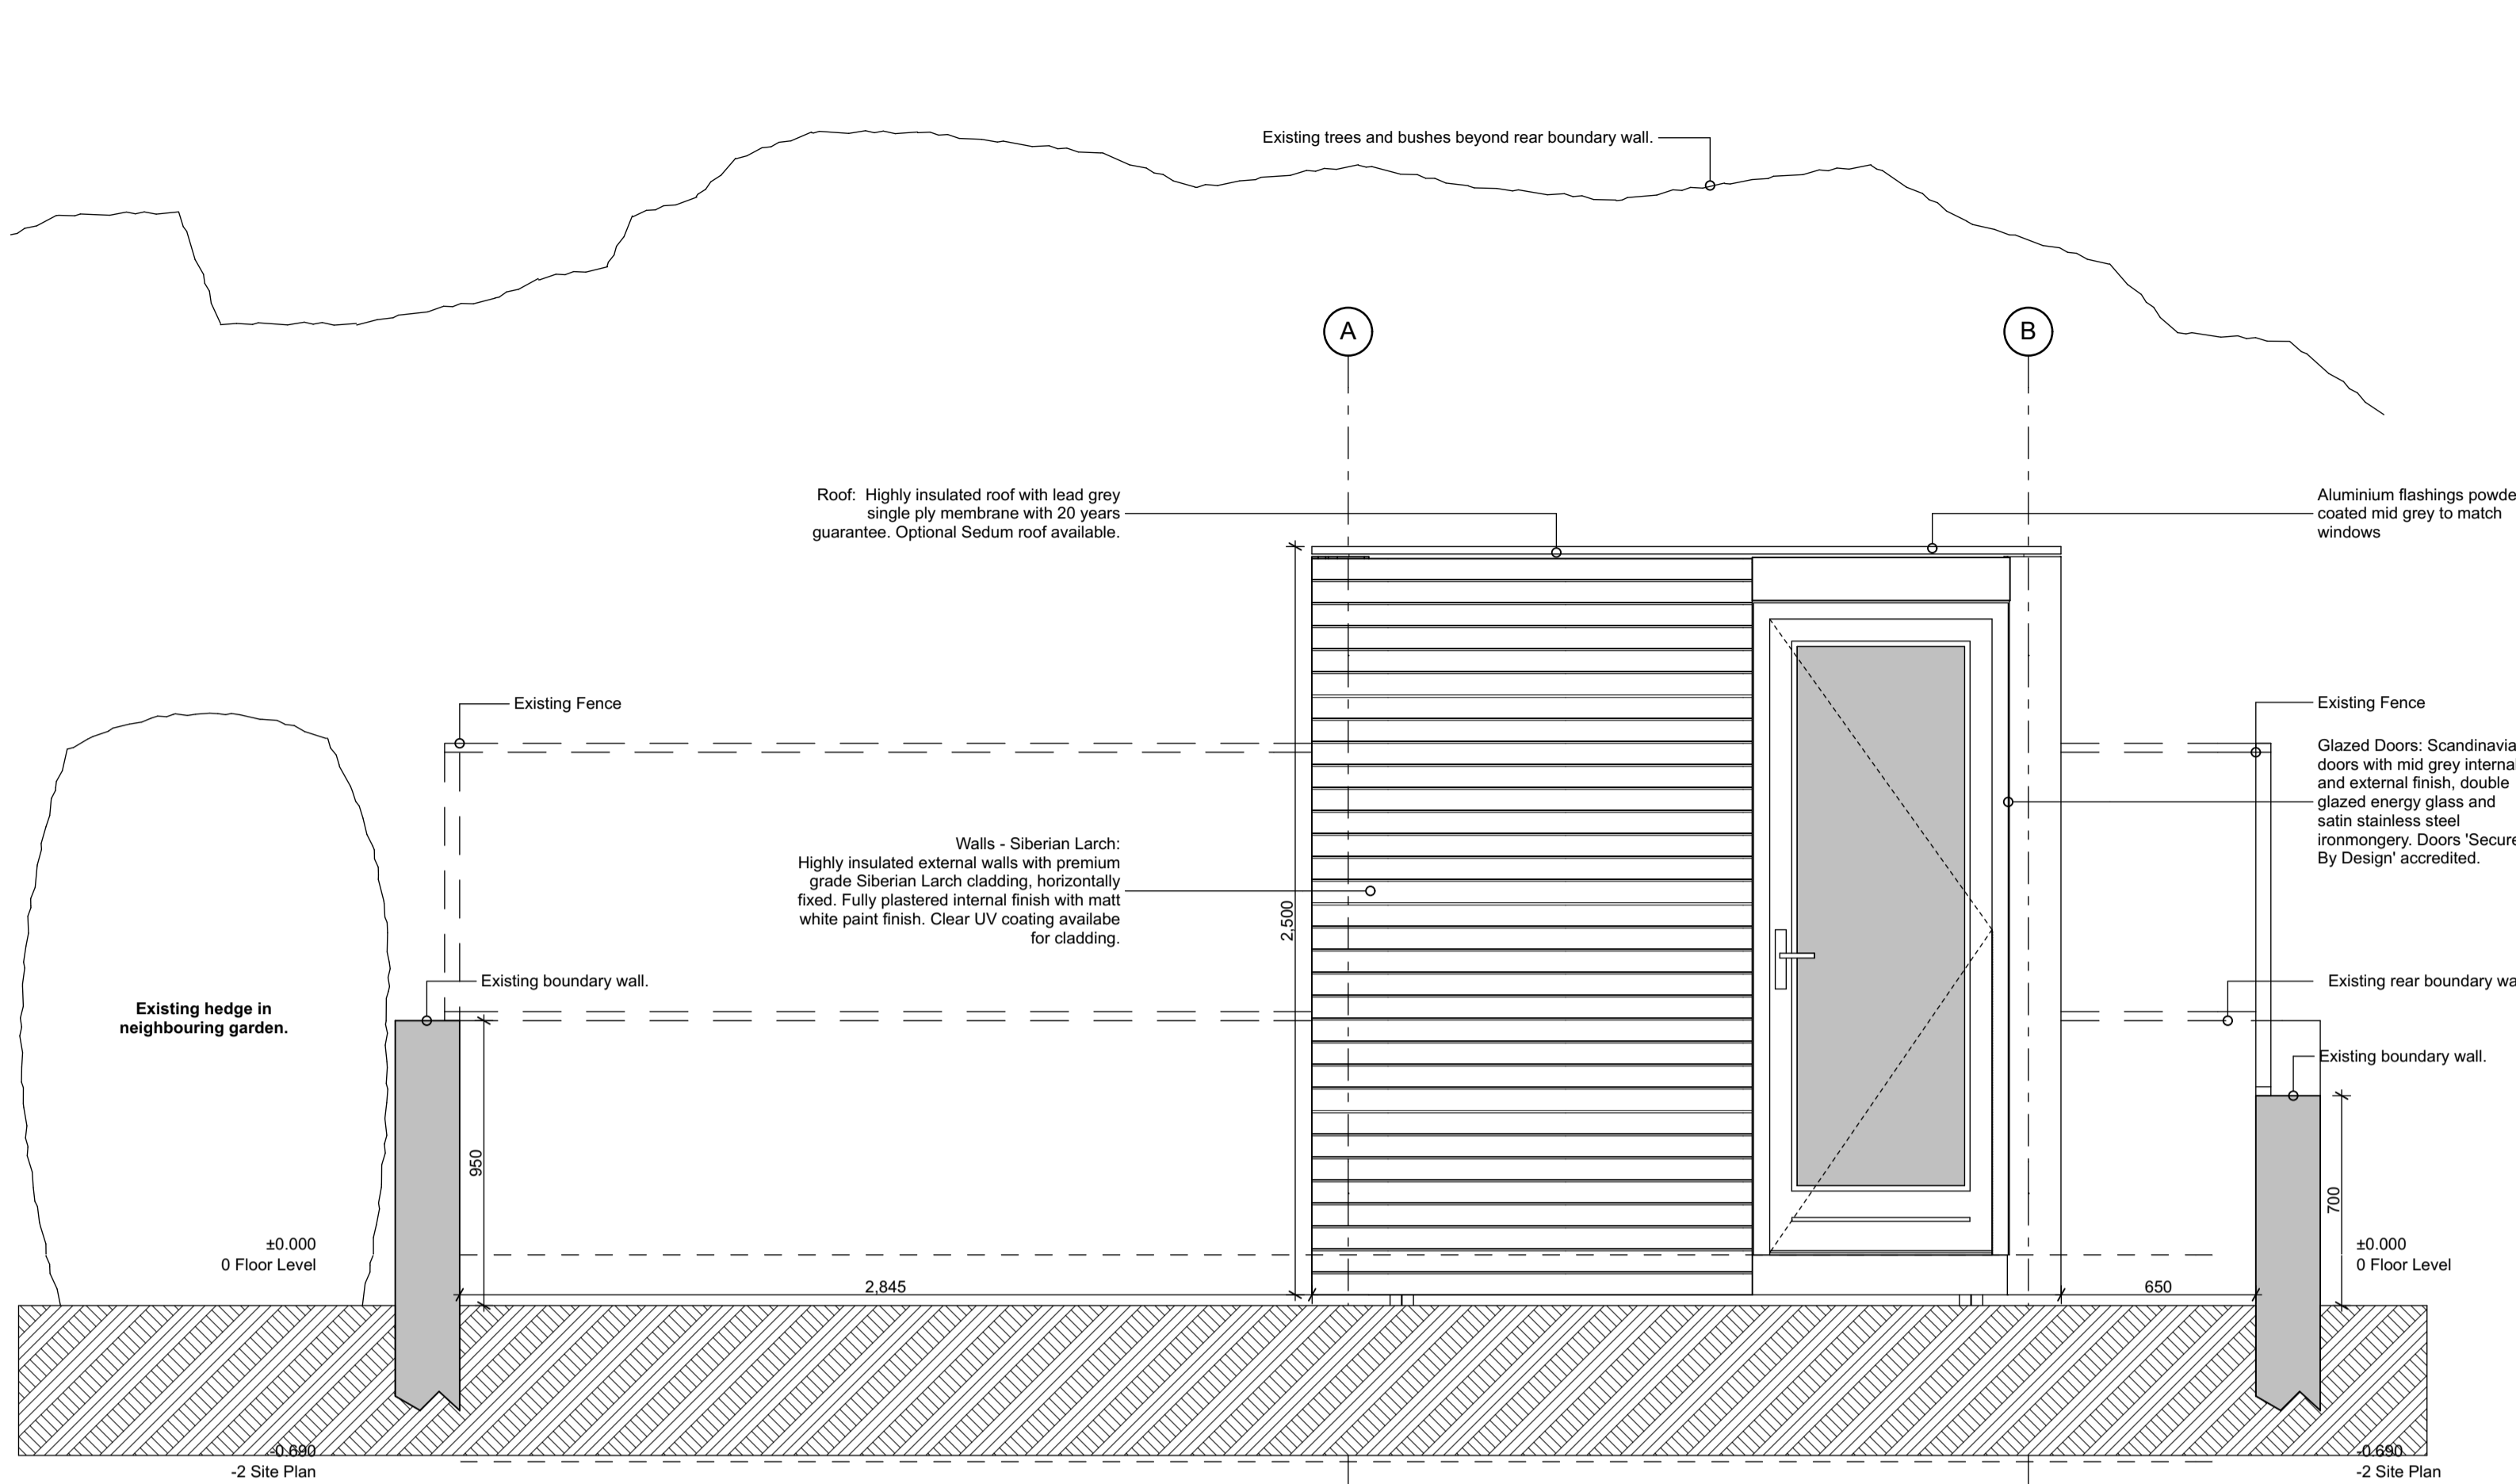 Existing trees and bushes beyond rear boundary wall.
A
B
Roof: Highly insulated roof with lead grey
single ply membrane with 20 years
guarantee. Optional Sedum roof available.
Aluminium flashings powde
coated mid grey to match
windows
Existing Fence
Existing Fence
Glazed Doors: Scandinavia
doors with mid grey internal
and external finish, double
glazed energy glass and
satin stainless steel
ironmongery. Doors 'Secure
By Design' accredited.
Walls - Siberian Larch:
Highly insulated external walls with premium
grade Siberian Larch cladding, horizontally
fixed. Fully plastered internal finish with matt
white paint finish. Clear UV coating availabe
for cladding.
2,500
Existing boundary wall.
Existing rear boundary wa
Existing hedge in
neighbouring garden.
Existing boundary wall.
950
700
±0.000
0 Floor Level
±0.000
0 Floor Level
2,845
650
-0.690
-2 Site Plan
-0.690
-2 Site Plan